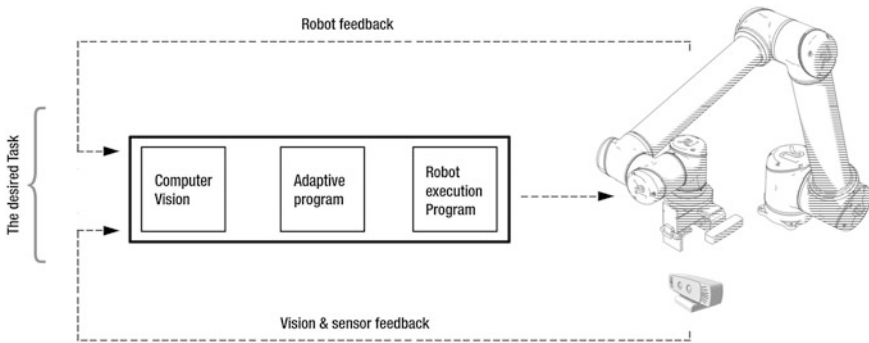 Robot feedback
The desired Task
Computer
Vision
Adaptive
program
Robot
execution
Program
Vision & sensor feedback